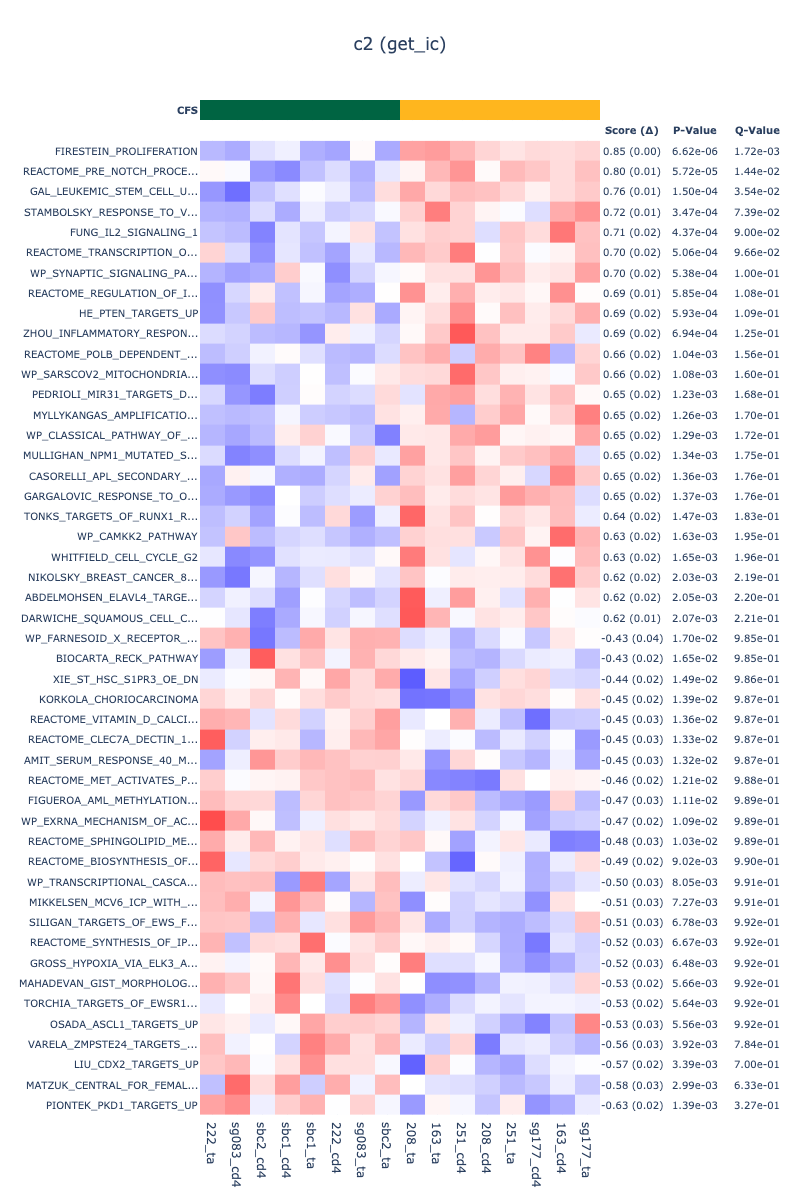 c2 (get_ic)
CFS
Score (Δ) P-Value Q-Value
FIRESTEIN_PROLIFERATION 0.85 (0.00) 6.62e-06 1.72e-03
REACTOME_PRE_NOTCH_PROCE... 0.80 (0.01) 5.72e-05 1.44e-02
GAL_LEUKEMIC_STEM_CELL_U... 0.76 (0.01) 1.50e-04 3.54e-02
STAMBOLSKY_RESPONSE_TO_V... 0.72 (0.01) 3.47e-04 7.39e-02
FUNG_IL2_SIGNALING_1 0.71 (0.02) 4.37e-04 9.00e-02
REACTOME_TRANSCRIPTION_O... 0.70 (0.02) 5.06e-04 9.66e-02
WP_SYNAPTIC_SIGNALING_PA... 0.70 (0.02) 5.38e-04 1.00e-01
REACTOME_REGULATION_OF_I... 0.69 (0.01) 5.85e-04 1.08e-01
HE_PTEN_TARGETS_UP 0.69 (0.02) 5.93e-04 1.09e-01
ZHOU_INFLAMMATORY_RESPON... 0.69 (0.02) 6.94e-04 1.25e-01
REACTOME_POLB_DEPENDENT_... 0.66 (0.02) 1.04e-03 1.56e-01
WP_SARSCOV2_MITOCHONDRIA... 0.66 (0.02) 1.08e-03 1.60e-01
PEDRIOLI_MIR31_TARGETS_D... 0.65 (0.02) 1.23e-03 1.68e-01
MYLLYKANGAS_AMPLIFICATIO... 0.65 (0.02) 1.26e-03 1.70e-01
WP_CLASSICAL_PATHWAY_OF_... 0.65 (0.02) 1.29e-03 1.72e-01
MULLIGHAN_NPM1_MUTATED_S... 0.65 (0.02) 1.34e-03 1.75e-01
CASORELLI_APL_SECONDARY_... 0.65 (0.02) 1.36e-03 1.76e-01
GARGALOVIC_RESPONSE_TO_O... 0.65 (0.02) 1.37e-03 1.76e-01
TONKS_TARGETS_OF_RUNX1_R... 0.64 (0.02) 1.47e-03 1.83e-01
WP_CAMKK2_PATHWAY 0.63 (0.02) 1.63e-03 1.95e-01
WHITFIELD_CELL_CYCLE_G2 0.63 (0.02) 1.65e-03 1.96e-01
NIKOLSKY_BREAST_CANCER_8... 0.62 (0.02) 2.03e-03 2.19e-01
ABDELMOHSEN_ELAVL4_TARGE... 0.62 (0.02) 2.05e-03 2.20e-01
DARWICHE_SQUAMOUS_CELL_C... 0.62 (0.01) 2.07e-03 2.21e-01
WP_FARNESOID_X_RECEPTOR_... -0.43 (0.04) 1.70e-02 9.85e-01
BIOCARTA_RECK_PATHWAY -0.43 (0.02) 1.65e-02 9.85e-01
XIE_ST_HSC_S1PR3_OE_DN -0.44 (0.02) 1.49e-02 9.86e-01
KORKOLA_CHORIOCARCINOMA -0.45 (0.02) 1.39e-02 9.87e-01
REACTOME_VITAMIN_D_CALCI... -0.45 (0.03) 1.36e-02 9.87e-01
REACTOME_CLEC7A_DECTIN_1... -0.45 (0.03) 1.33e-02 9.87e-01
AMIT_SERUM_RESPONSE_40_M... -0.45 (0.03) 1.32e-02 9.87e-01
REACTOME_MET_ACTIVATES_P... -0.46 (0.02) 1.21e-02 9.88e-01
FIGUEROA_AML_METHYLATION... -0.47 (0.03) 1.11e-02 9.89e-01
WP_EXRNA_MECHANISM_OF_AC... -0.47 (0.02) 1.09e-02 9.89e-01
REACTOME_SPHINGOLIPID_ME... -0.48 (0.03) 1.03e-02 9.89e-01
REACTOME_BIOSYNTHESIS_OF... -0.49 (0.02) 9.02e-03 9.90e-01
WP_TRANSCRIPTIONAL_CASCA... -0.50 (0.03) 8.05e-03 9.91e-01
MIKKELSEN_MCV6_ICP_WITH_... -0.51 (0.03) 7.27e-03 9.91e-01
SILIGAN_TARGETS_OF_EWS_F... -0.51 (0.03) 6.78e-03 9.92e-01
REACTOME_SYNTHESIS_OF_IP... -0.52 (0.03) 6.67e-03 9.92e-01
GROSS_HYPOXIA_VIA_ELK3_A... -0.52 (0.03) 6.48e-03 9.92e-01
MAHADEVAN_GIST_MORPHOLOG... -0.53 (0.02) 5.66e-03 9.92e-01
TORCHIA_TARGETS_OF_EWSR1... -0.53 (0.02) 5.64e-03 9.92e-01
OSADA_ASCL1_TARGETS_UP -0.53 (0.03) 5.56e-03 9.92e-01
VARELA_ZMPSTE24_TARGETS_... -0.56 (0.03) 3.92e-03 7.84e-01
LIU_CDX2_TARGETS_UP -0.57 (0.02) 3.39e-03 7.00e-01
MATZUK_CENTRAL_FOR_FEMAL... -0.58 (0.03) 2.99e-03 6.33e-01
PIONTEK_PKD1_TARGETS_UP -0.63 (0.02) 1.39e-03 3.27e-01
222_ta
sg083_cd4
sbc2_cd4
sbc1_cd4
sbc1_ta
222_cd4
sg083_ta
sbc2_ta
208_ta
163_ta
251_cd4
208_cd4
251_ta
sg177_cd4
163_cd4
sg177_ta